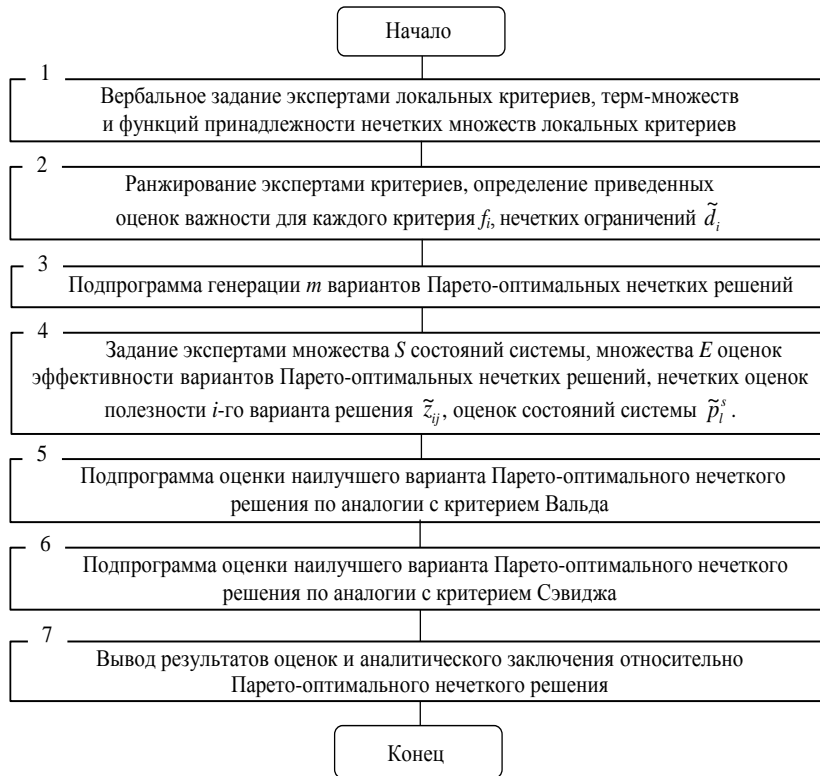 Начало
1
Вербальное задание экспертами локальных критериев, терм-множеств
и функций принадлежности нечетких множеств локальных критериев
2
Ранжирование экспертами критериев, определение приведенных
оценок важности для каждого критерия fᵢ, нечетких ограничений d̃ᵢ
3
Подпрограмма генерации m вариантов Парето-оптимальных нечетких решений
4
Задание экспертами множества S состояний системы, множества E оценок
эффективности вариантов Парето-оптимальных нечетких решений, нечетких оценок
полезности i-го варианта решения z̃ᵢⱼ, оценок состояний системы p̃ₗˢ.
5
Подпрограмма оценки наилучшего варианта Парето-оптимального нечеткого
решения по аналогии с критерием Вальда
6
Подпрограмма оценки наилучшего варианта Парето-оптимального нечеткого
решения по аналогии с критерием Сэвиджа
7
Вывод результатов оценок и аналитического заключения относительно
Парето-оптимального нечеткого решения
Конец